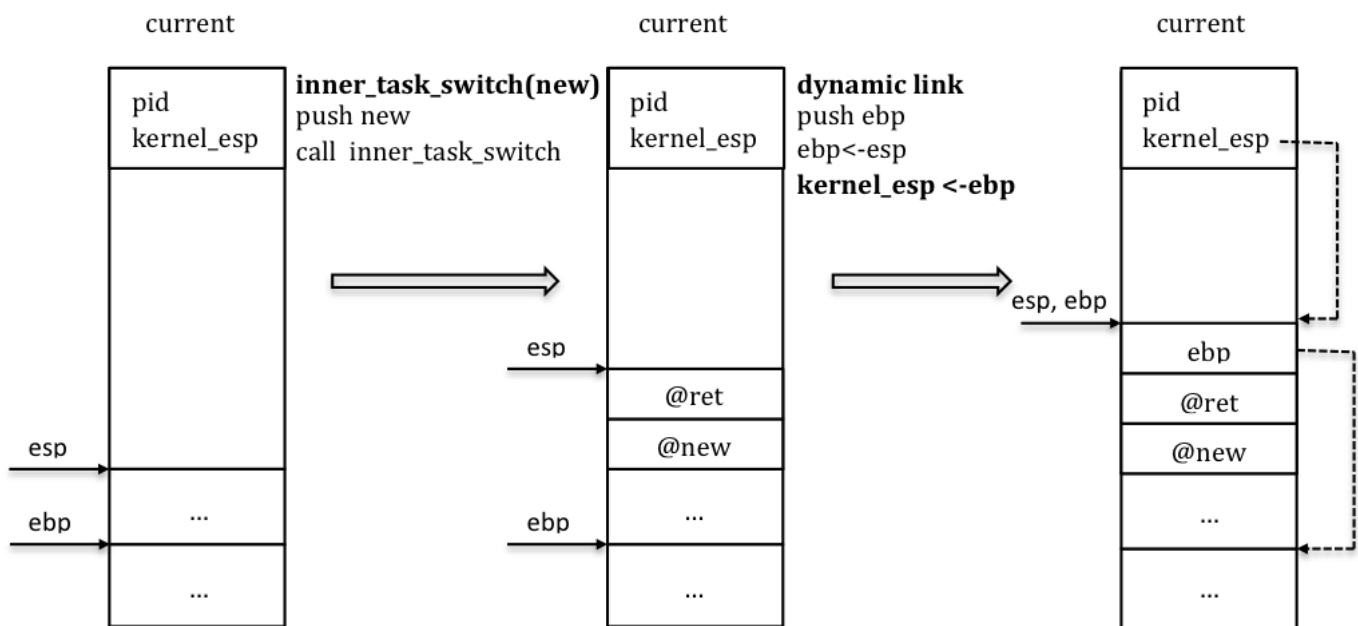 current
current
current
pid
kernel_esp
inner_task_switch(new)
push new
call inner_task_switch
pid
kernel_esp
dynamic link
push ebp
ebp<-esp
kernel_esp <-ebp
pid
kernel_esp
esp
ebp
...
...
esp
ebp
@ret
@new
...
...
esp, ebp
ebp
@ret
@new
...
...